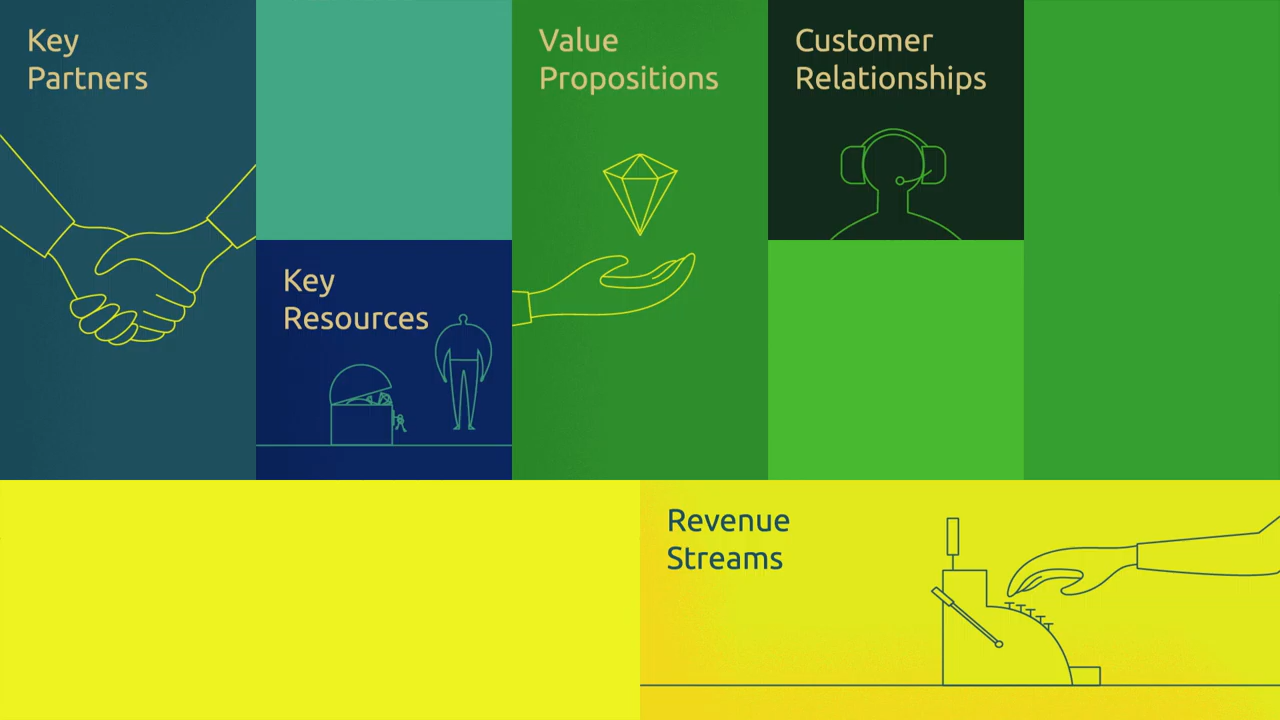 Key
Partners
Value
Propositions
Customer
Relationships
Key
Resources
Revenue
Streams